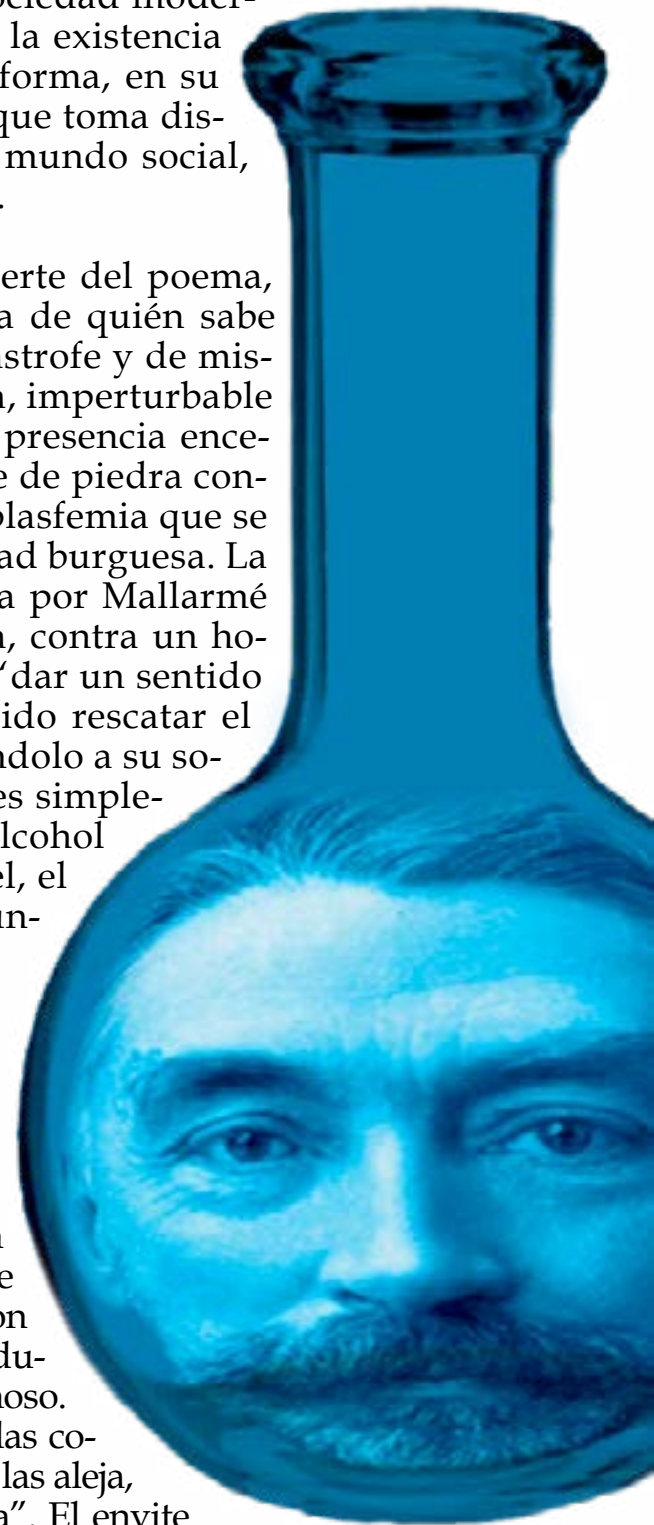 la existencia
forma, en su
que toma dis-
mundo social,
.
erte del poema,
a de quién sabe
astrofe y de mis-
, imperturbable
presencia ence-
e de piedra con-
blasfemia que se
ad burguesa. La
a por Mallarmé
, contra un ho-
“dar un sentido
ido rescatar el
ndolo a su so-
es simple-
lcohol
el, el
un-
e
on
du-
noso.
las co-
las aleja,
a”. El envite